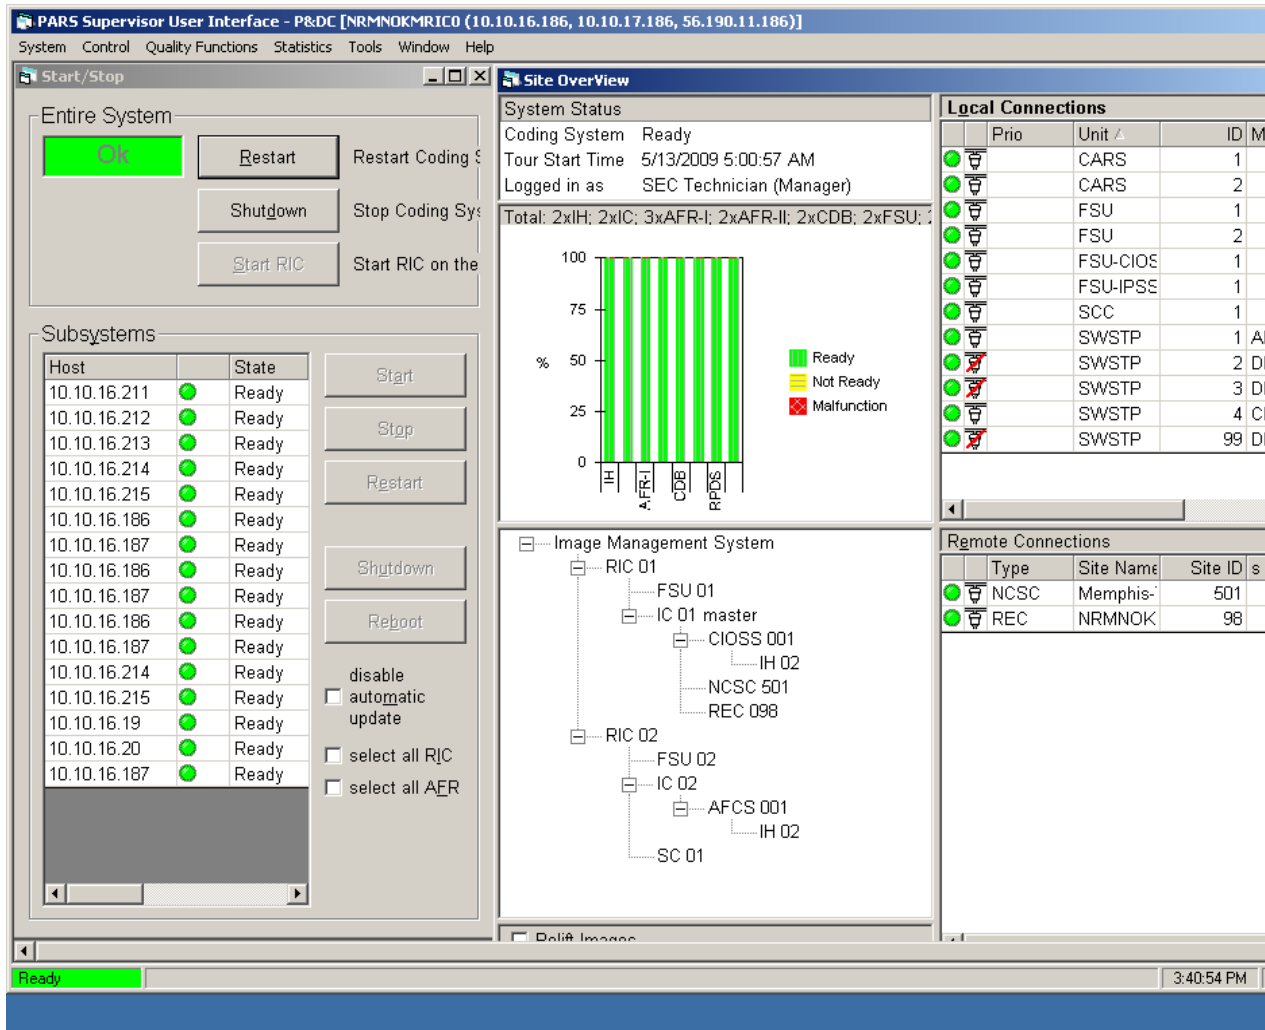 PARS Supervisor User Interface - P&DC [NRMNOKMRIC0 (10.10.16.186, 10.10.17.186, 56.190.11.186)]
System Control Quality Functions Statistics Tools Window Help
Start/Stop
Entire System
Ok
Restart Restart Coding S
Shutdown Stop Coding Sys
Start RIC Start RIC on the
Subsystems
Host State
10.10.16.211 Ready
10.10.16.212 Ready
10.10.16.213 Ready
10.10.16.214 Ready
10.10.16.215 Ready
10.10.16.186 Ready
10.10.16.187 Ready
10.10.16.186 Ready
10.10.16.187 Ready
10.10.16.186 Ready
10.10.16.187 Ready
10.10.16.214 Ready
10.10.16.215 Ready
10.10.16.19 Ready
10.10.16.20 Ready
10.10.16.187 Ready
Start
Stop
Restart
Shutdown
Reboot
disable
automatic
update
select all RIC
select all AFR
Site OverView
System Status
Coding System Ready
Tour Start Time 5/13/2009 5:00:57 AM
Logged in as SEC Technician (Manager)
Total: 2xIH; 2xIC; 3xAFR-I; 2xAFR-II; 2xCDB; 2xFSU;
100
75
% 50
25
0
IH
AFR-I
CDB
RPDS
Ready
Not Ready
Malfunction
Image Management System
RIC 01
FSU 01
IC 01 master
CIOSS 001
IH 02
NCSC 501
REC 098
RIC 02
FSU 02
IC 02
AFCS 001
IH 02
SC 01
Local Connections
Prio Unit ID M
CARS 1
CARS 2
FSU 1
FSU 2
FSU-CIOS 1
FSU-IPSS 1
SCC 1
SWSTP 1 A
SWSTP 2 D
SWSTP 3 D
SWSTP 4 C
SWSTP 99 D
Remote Connections
Type Site Name Site ID s
NCSC Memphis- 501
REC NRMNOK 98
Relift Images
Ready 3:40:54 PM